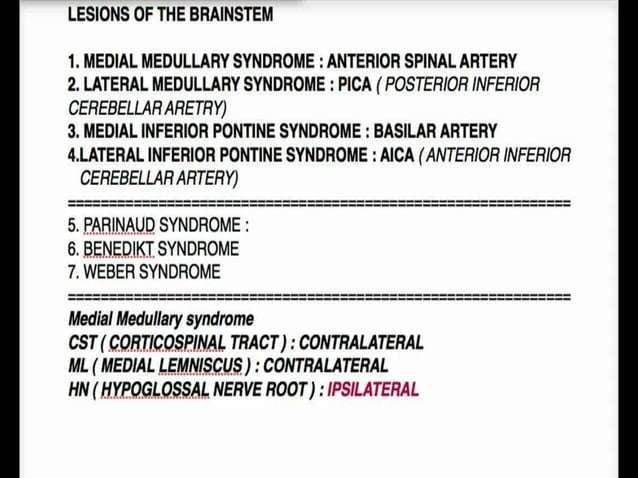 LESIONS OF THE BRAINSTEM
1. MEDIAL MEDULLARY SYNDROME : ANTERIOR SPINAL ARTERY
2. LATERAL MEDULLARY SYNDROME : PICA ( POSTERIOR INFERIOR
CEREBELLAR ARETRY)
3. MEDIAL INFERIOR PONTINE SYNDROME : BASILAR ARTERY
4.LATERAL INFERIOR PONTINE SYNDROME : AICA ( ANTERIOR INFERIOR
CEREBELLAR ARTERY)
================================================================
5. PARINAUD SYNDROME :
6. BENEDIKT SYNDROME
7. WEBER SYNDROME
================================================================
Medial Medullary syndrome
CST ( CORTICOSPINAL TRACT ) : CONTRALATERAL
ML ( MEDIAL LEMNISCUS ) : CONTRALATERAL
HN ( HYPOGLOSSAL NERVE ROOT ) : IPSILATERAL